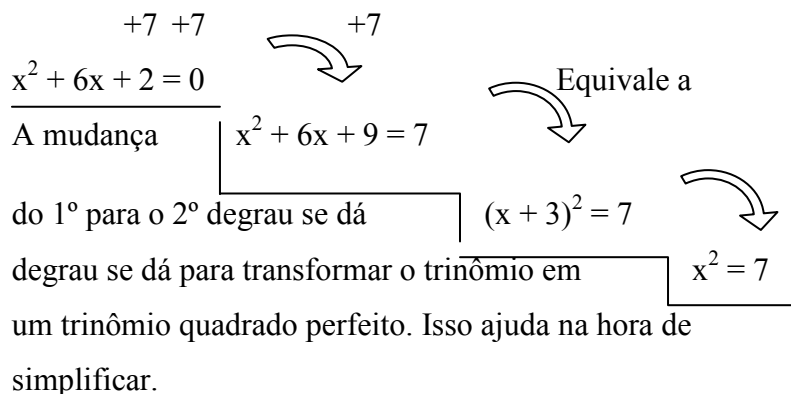 +7 +7 +7
x² + 6x + 2 = 0 Equivale a
A mudança x² + 6x + 9 = 7
do 1º para o 2º degrau se dá (x + 3)² = 7
degrau se dá para transformar o trinômio em x² = 7
um trinômio quadrado perfeito. Isso ajuda na hora de
simplificar.